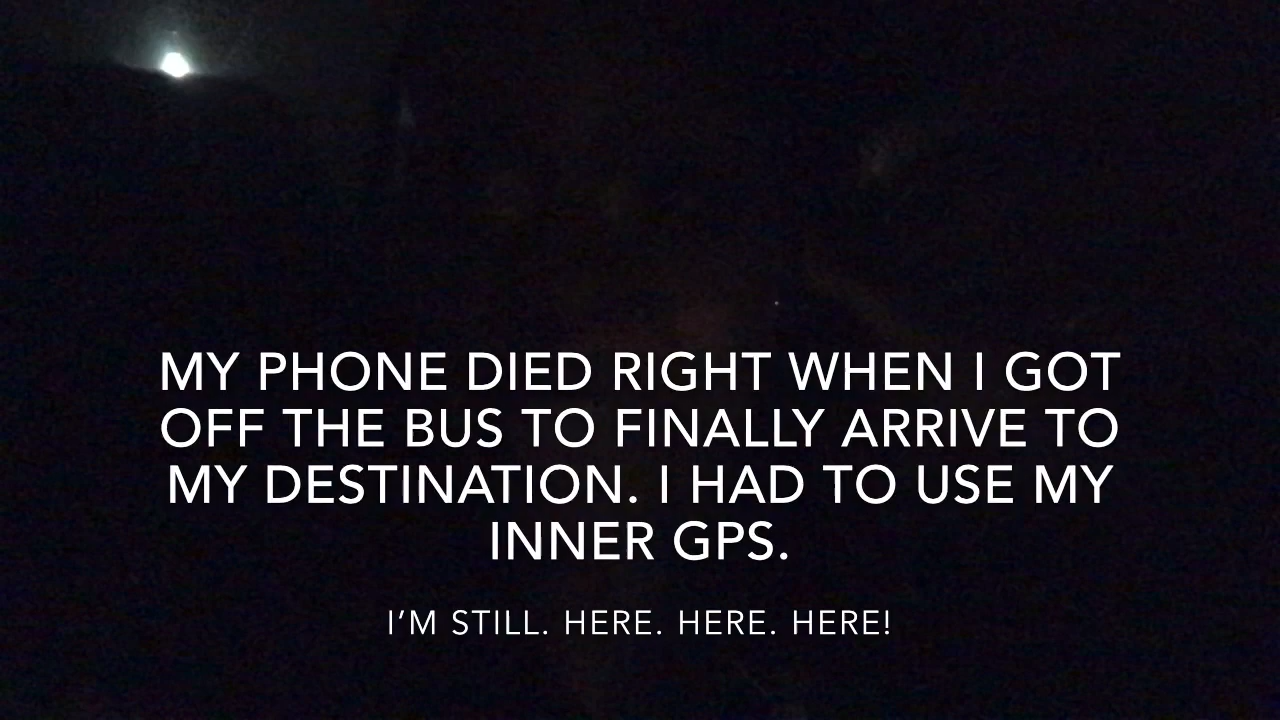 MY PHONE DIED RIGHT WHEN I GOT
OFF THE BUS TO FINALLY ARRIVE TO
MY DESTINATION. I HAD TO USE MY
INNER GPS.
I'M STILL. HERE. HERE. HERE!